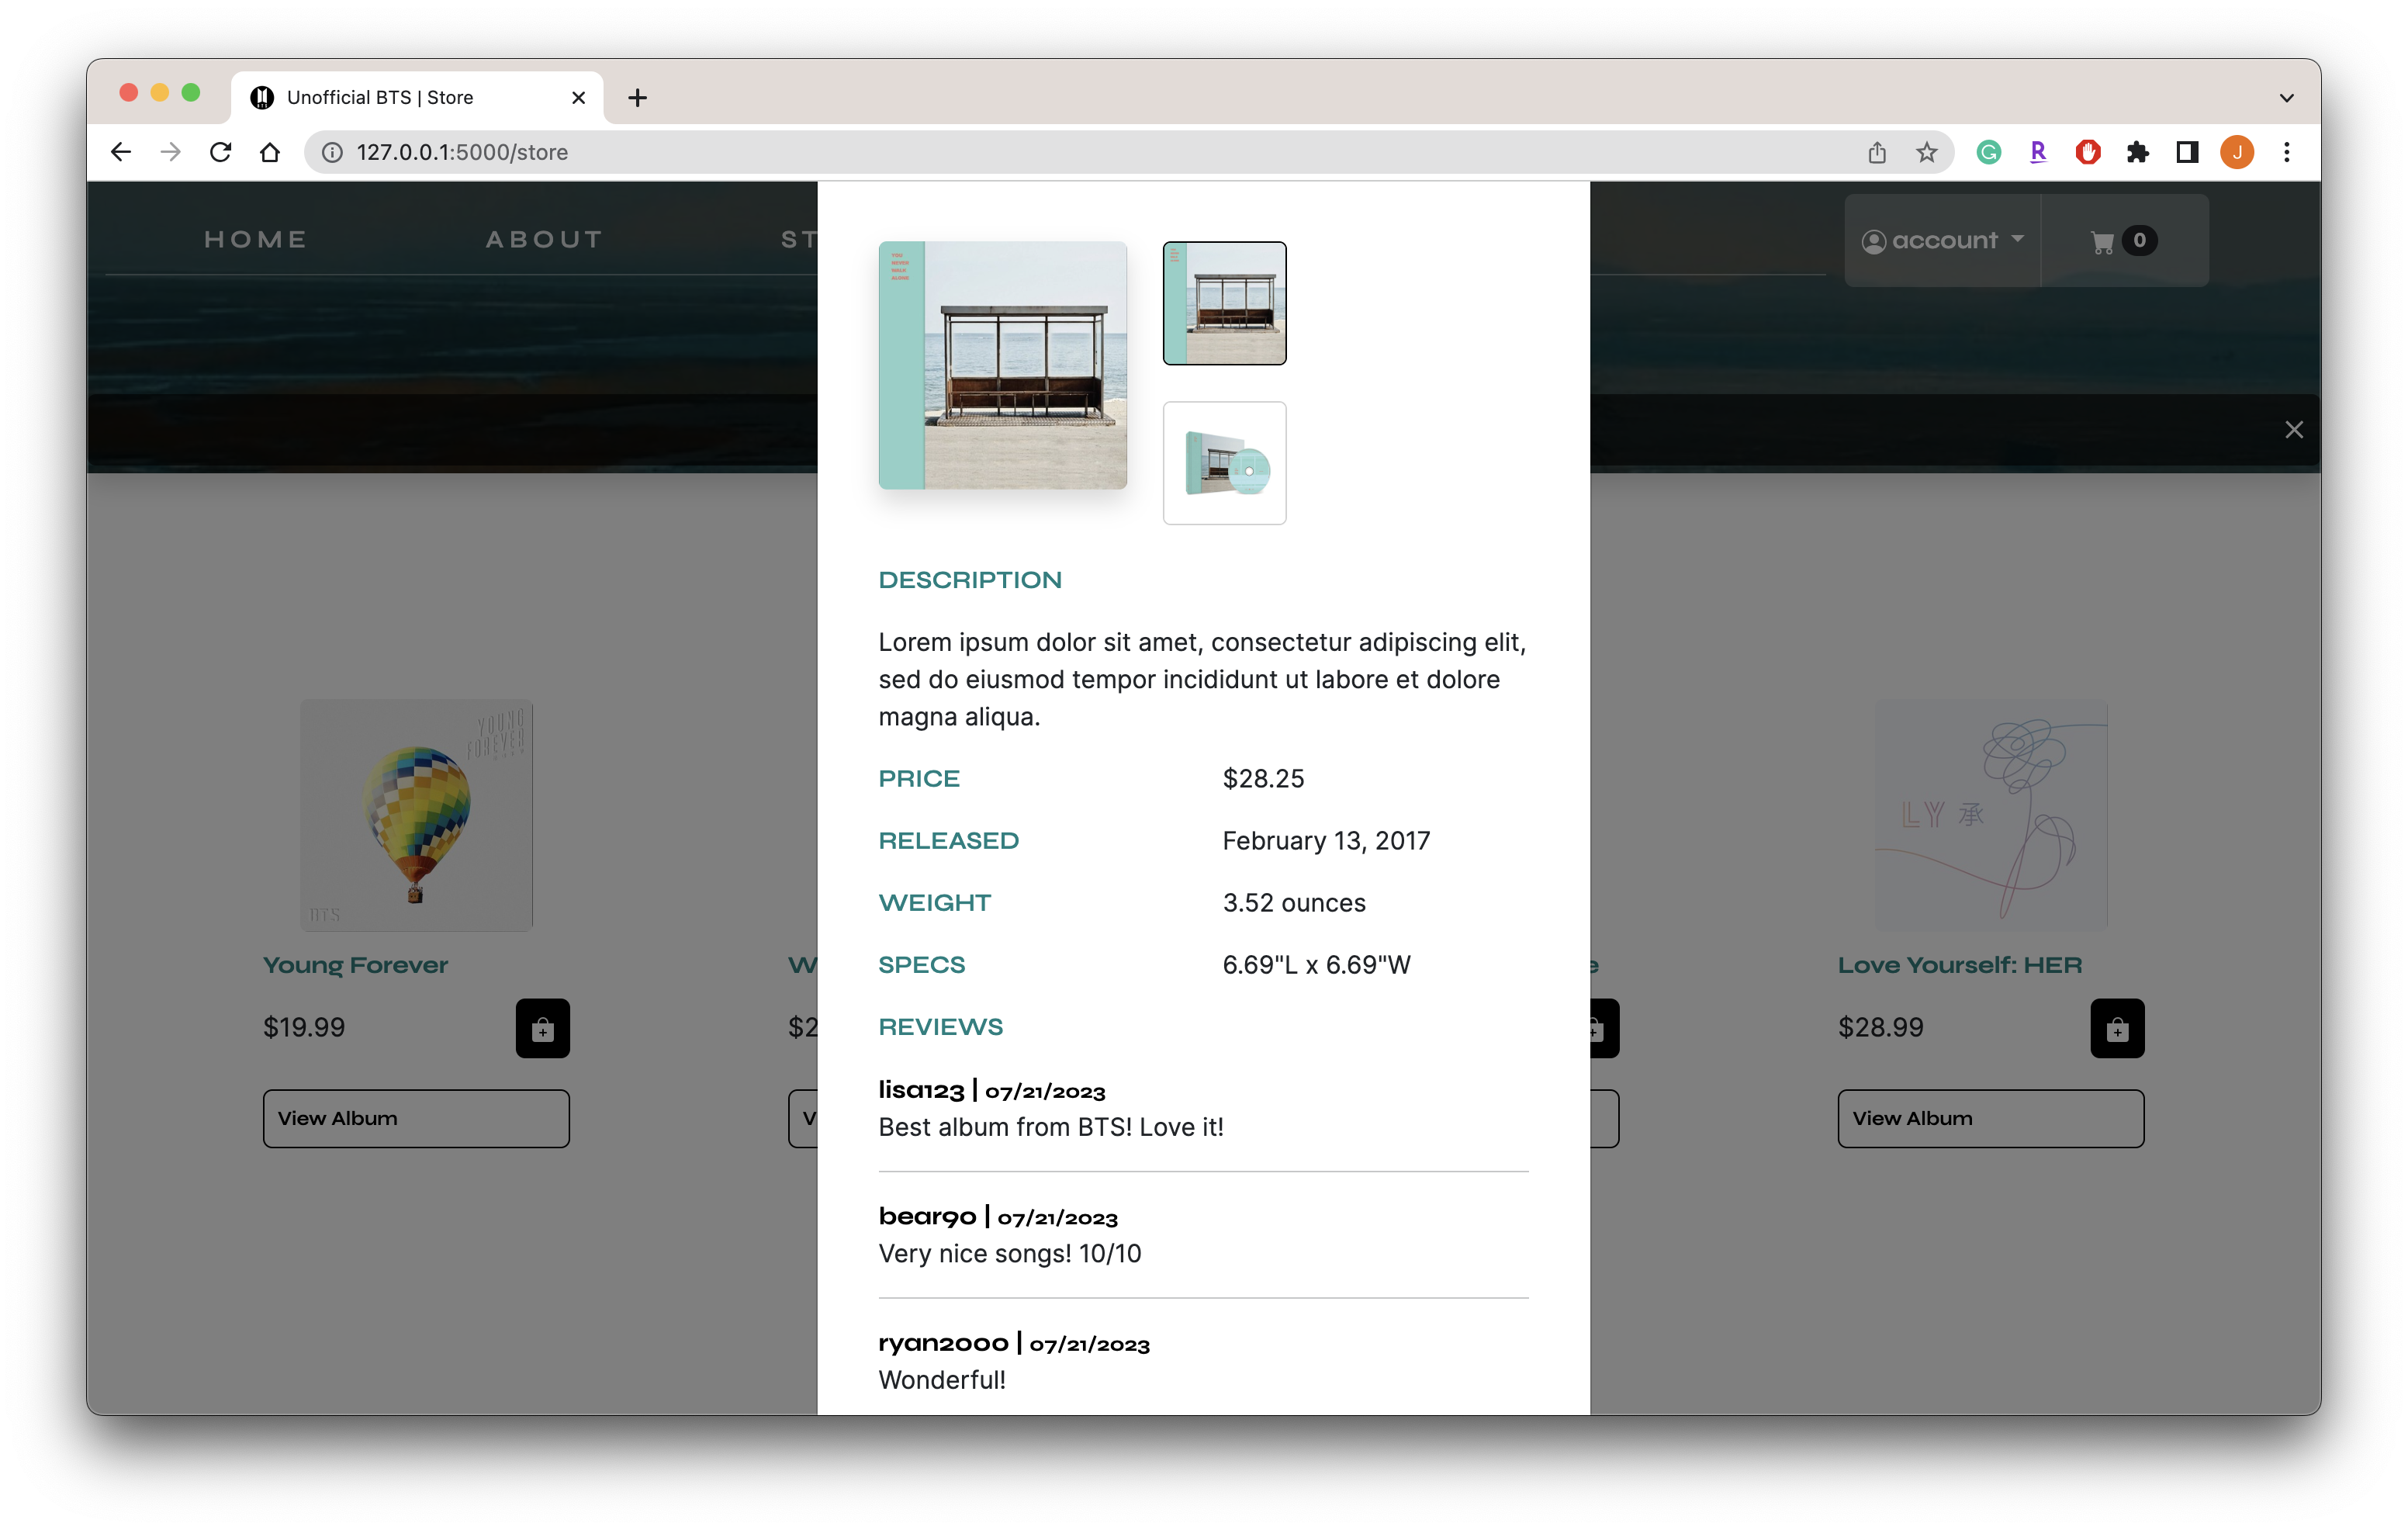 Unofficial BTS | Store
127.0.0.1:5000/store
HOME
ABOUT
ST
account
0
YOU
NEVER
WALK
ALONE
DESCRIPTION
Lorem ipsum dolor sit amet, consectetur adipiscing elit,
sed do eiusmod tempor incididunt ut labore et dolore
magna aliqua.
PRICE
$28.25
RELEASED
February 13, 2017
WEIGHT
3.52 ounces
SPECS
6.69"L x 6.69"W
REVIEWS
lisa123 | 07/21/2023
Best album from BTS! Love it!
bear90 | 07/21/2023
Very nice songs! 10/10
ryan2000 | 07/21/2023
Wonderful!
YOUNG
FOREVER
BTS
Young Forever
$19.99
View Album
W
$2
V
e
LY 承
Love Yourself: HER
$28.99
View Album